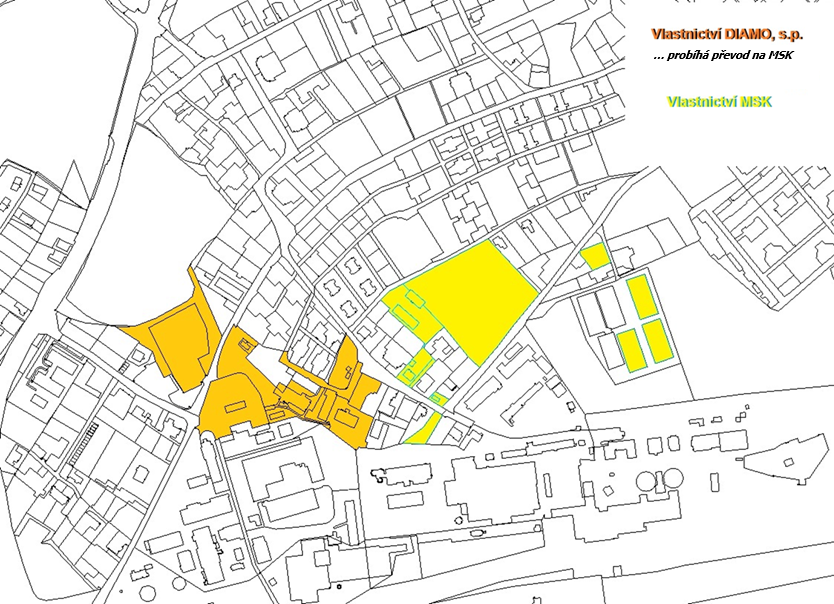 Vlastnictví DIAMO, s.p.
... probíhá převod na MSK
Vlastnictví MSK